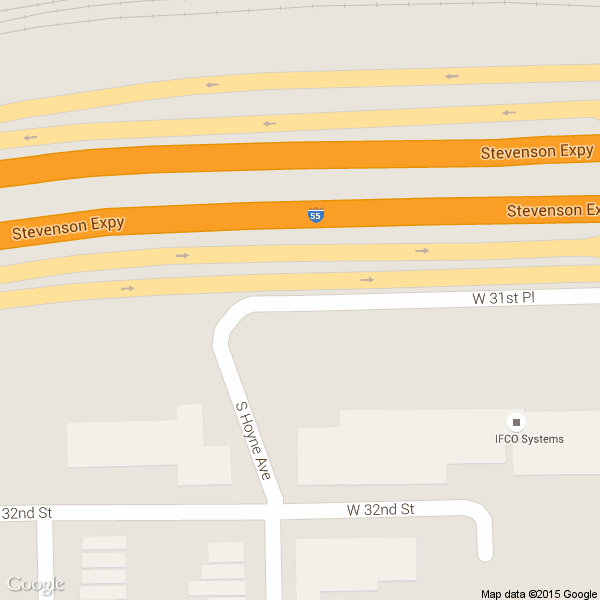 Stevenson Expy
Stevenson Ex
55
Stevenson Expy
W 31st Pl
S Hoyne Ave
IFCO Systems
32nd St
W 32nd St
Google
Map data ©2015 Google